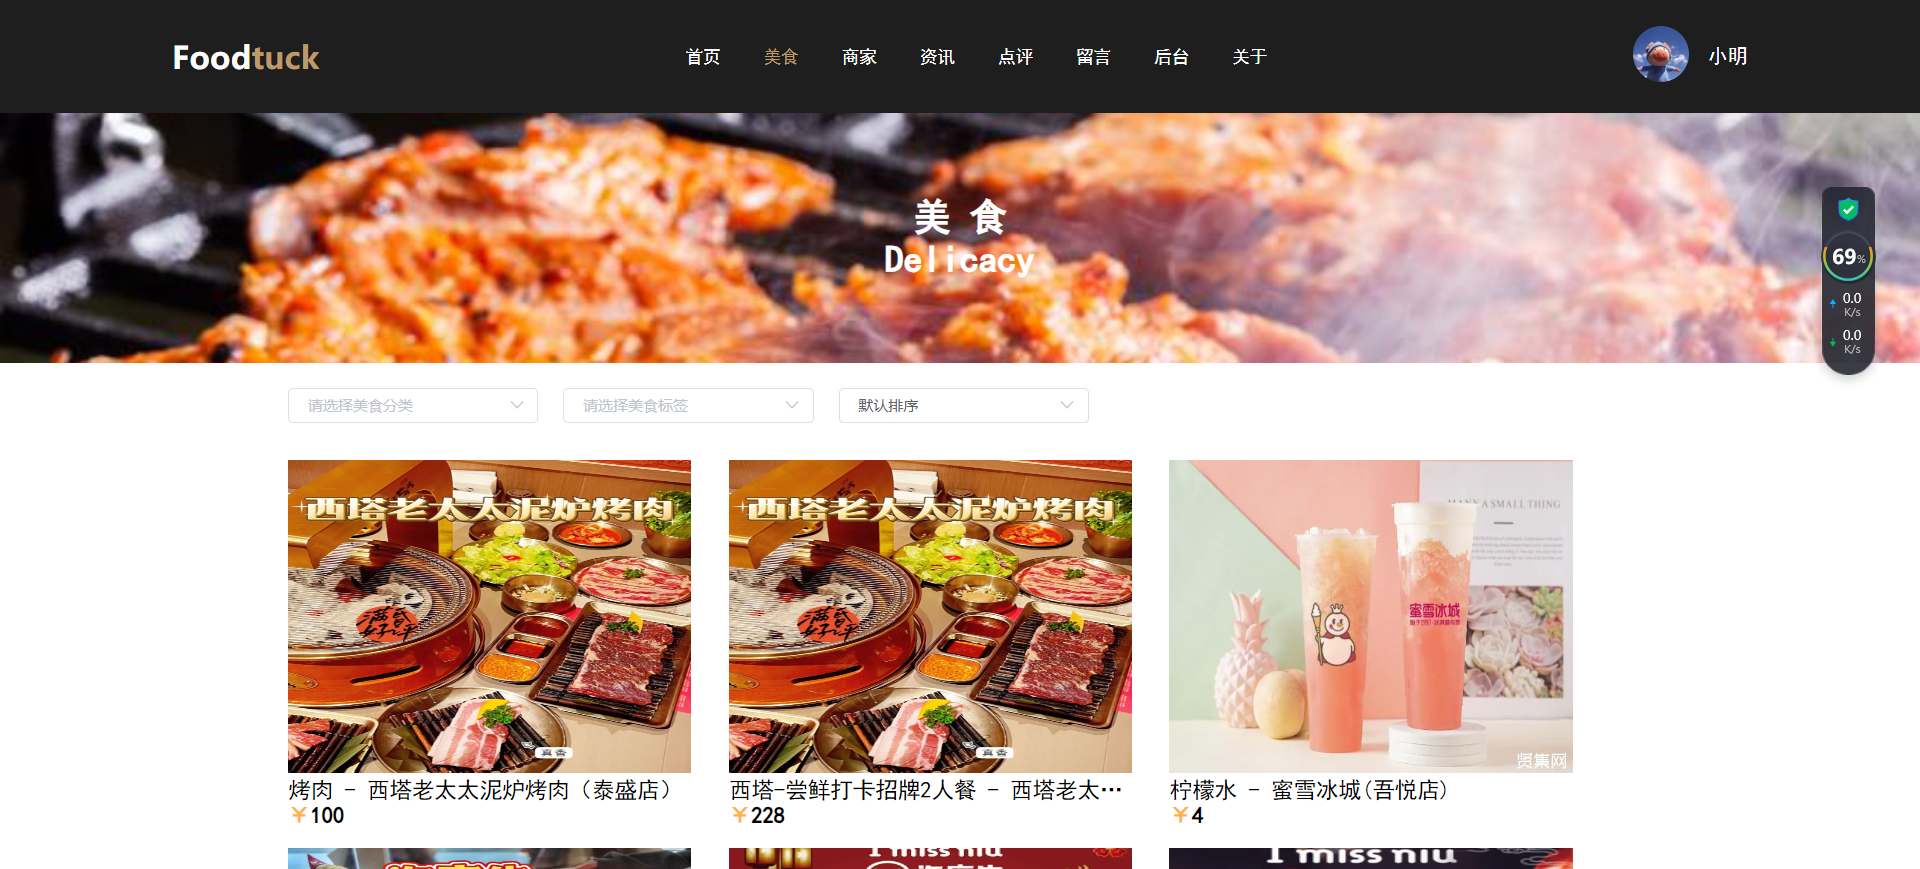 Foodtuck
首页 美食 商家 资讯 点评 留言 后台 关于
小明
美 食
Delicacy
69%
0.0
K/s
0.0
K/s
请选择美食分类
请选择美食标签
默认排序
西塔老太太泥炉烤肉
西塔老太太泥炉烤肉
A SMALL THING
蜜雪冰城
真香
真香
贤集网
烤肉 - 西塔老太太泥炉烤肉（泰盛店）
西塔-尝鲜打卡招牌2人餐 - 西塔老太…
柠檬水 - 蜜雪冰城(吾悦店)
￥100
￥228
￥4
I miss niu
I miss niu